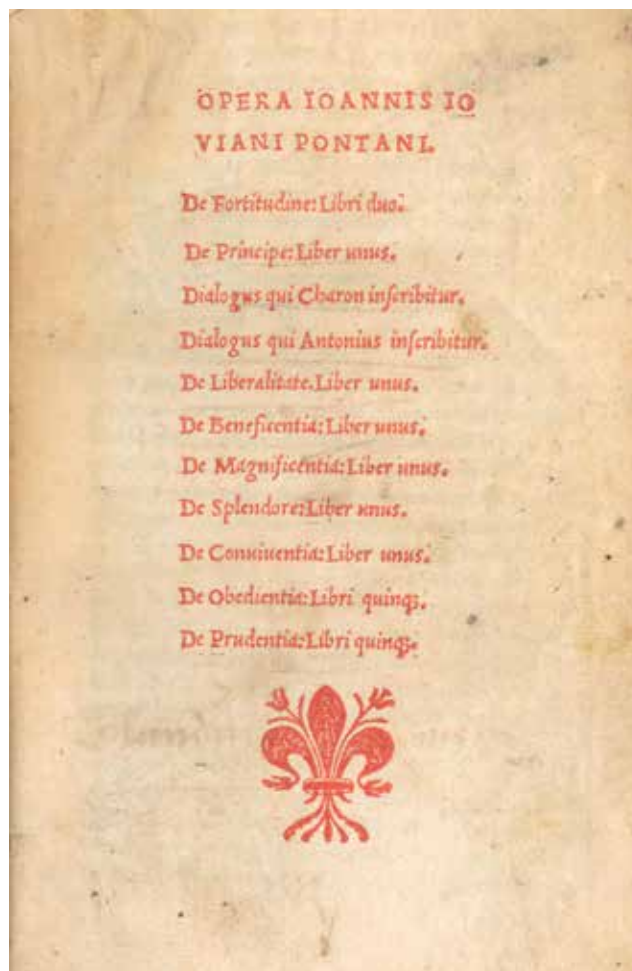 OPERA IOANNIS IO
VIANI PONTANI.
De Fortitudine: Libri duo.
De Principe: Liber unus.
Dialogus qui Charon inſcribitur.
Dialogus qui Antonius inſcribitur.
De Liberalitate. Liber unus.
De Beneficentia: Liber unus.
De Magnificentia: Liber unus.
De Splendore: Liber unus.
De Conuiuentia: Liber unus.
De Obedientia: Libri quinqꝫ.
De Prudentia: Libri quinqꝫ.